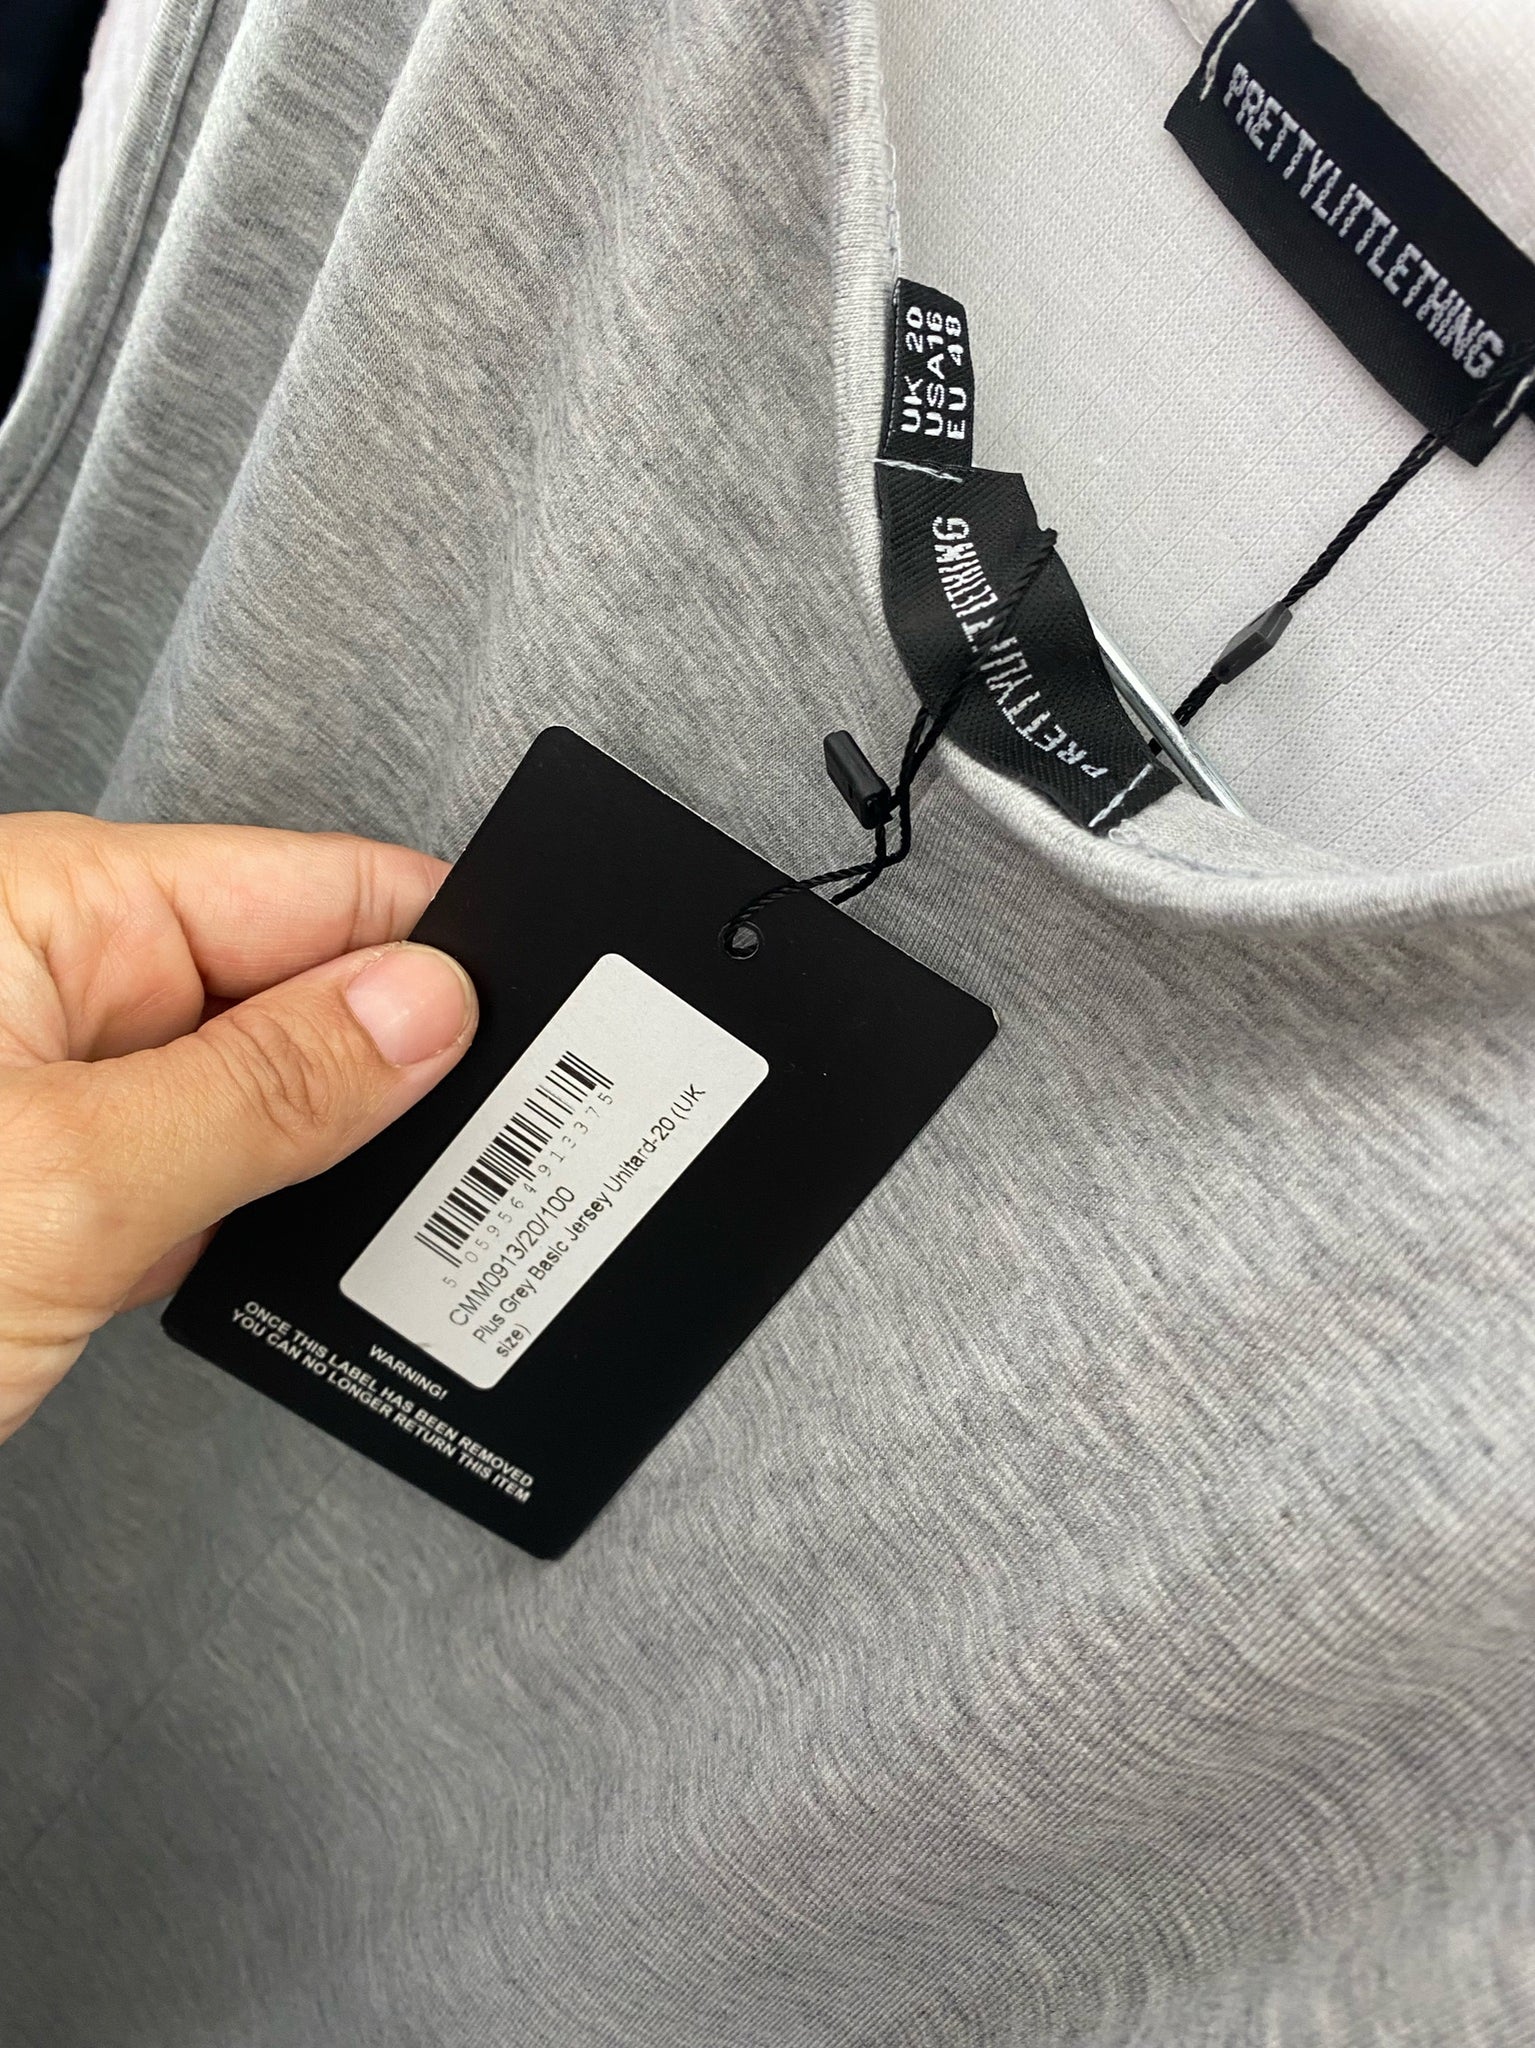 PRETTYLITTLETHING
UK 20
USA16
EU 48
PRETTYLITTLETHING
5 059564 913375
CMM0913/20/100
Plus Grey Basic Jersey Unitard-20 (UK
size)
WARNING!
ONCE THIS LABEL HAS BEEN REMOVED
YOU CAN NO LONGER RETURN THIS ITEM